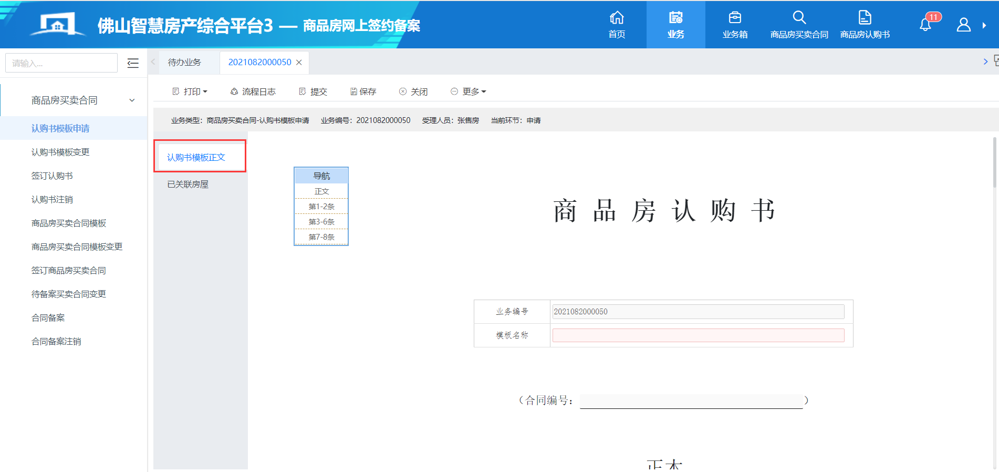 佛山智慧房产综合平台3 — 商品房网上签约备案
首页
业务
业务箱
商品房买卖合同
商品房认购书
11
请输入...
待办业务
2021082000050
商品房买卖合同
认购书模板申请
认购书模板变更
签订认购书
认购书注销
商品房买卖合同模板
商品房买卖合同模板变更
签订商品房买卖合同
待备案买卖合同变更
合同备案
合同备案注销
打印 流程日志 提交 保存 关闭 更多
业务类型：商品房买卖合同-认购书模板申请 业务编号：2021082000050 受理人员：张售房 当前环节：申请
认购书模板正文
已关联房屋
导航
正文
第1-2条
第3-6条
第7-8条
商品房认购书
业务编号 2021082000050
模板名称
（合同编号： ）